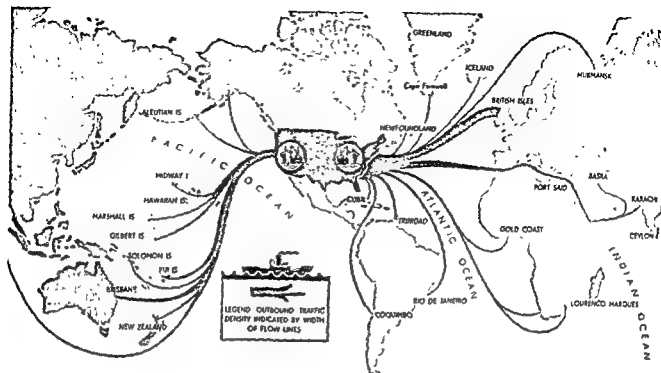 GREENLAND
ICELAND
MURMANSK
Cape Farewell
ALEUTIAN IS
BRITISH ISLES
NEWFOUNDLAND
PACIFIC OCEAN
MIDWAY I
HAWAIIAN IS.
MARSHALL IS
GILBERT IS
SOLOMON IS
FIJI IS
BRISBANE
NEW ZEALAND
CUBA
TRINIDAD
ATLANTIC OCEAN
PORT SAID
BASRA
KARACHI
CEYLON
GOLD COAST
INDIAN OCEAN
RIO DE JANEIRO
COQUIMBO
LOURENCO MARQUES
LEGEND OUTBOUND TRAFFIC
DENSITY INDICATED BY WIDTH
OF FLOW LINES